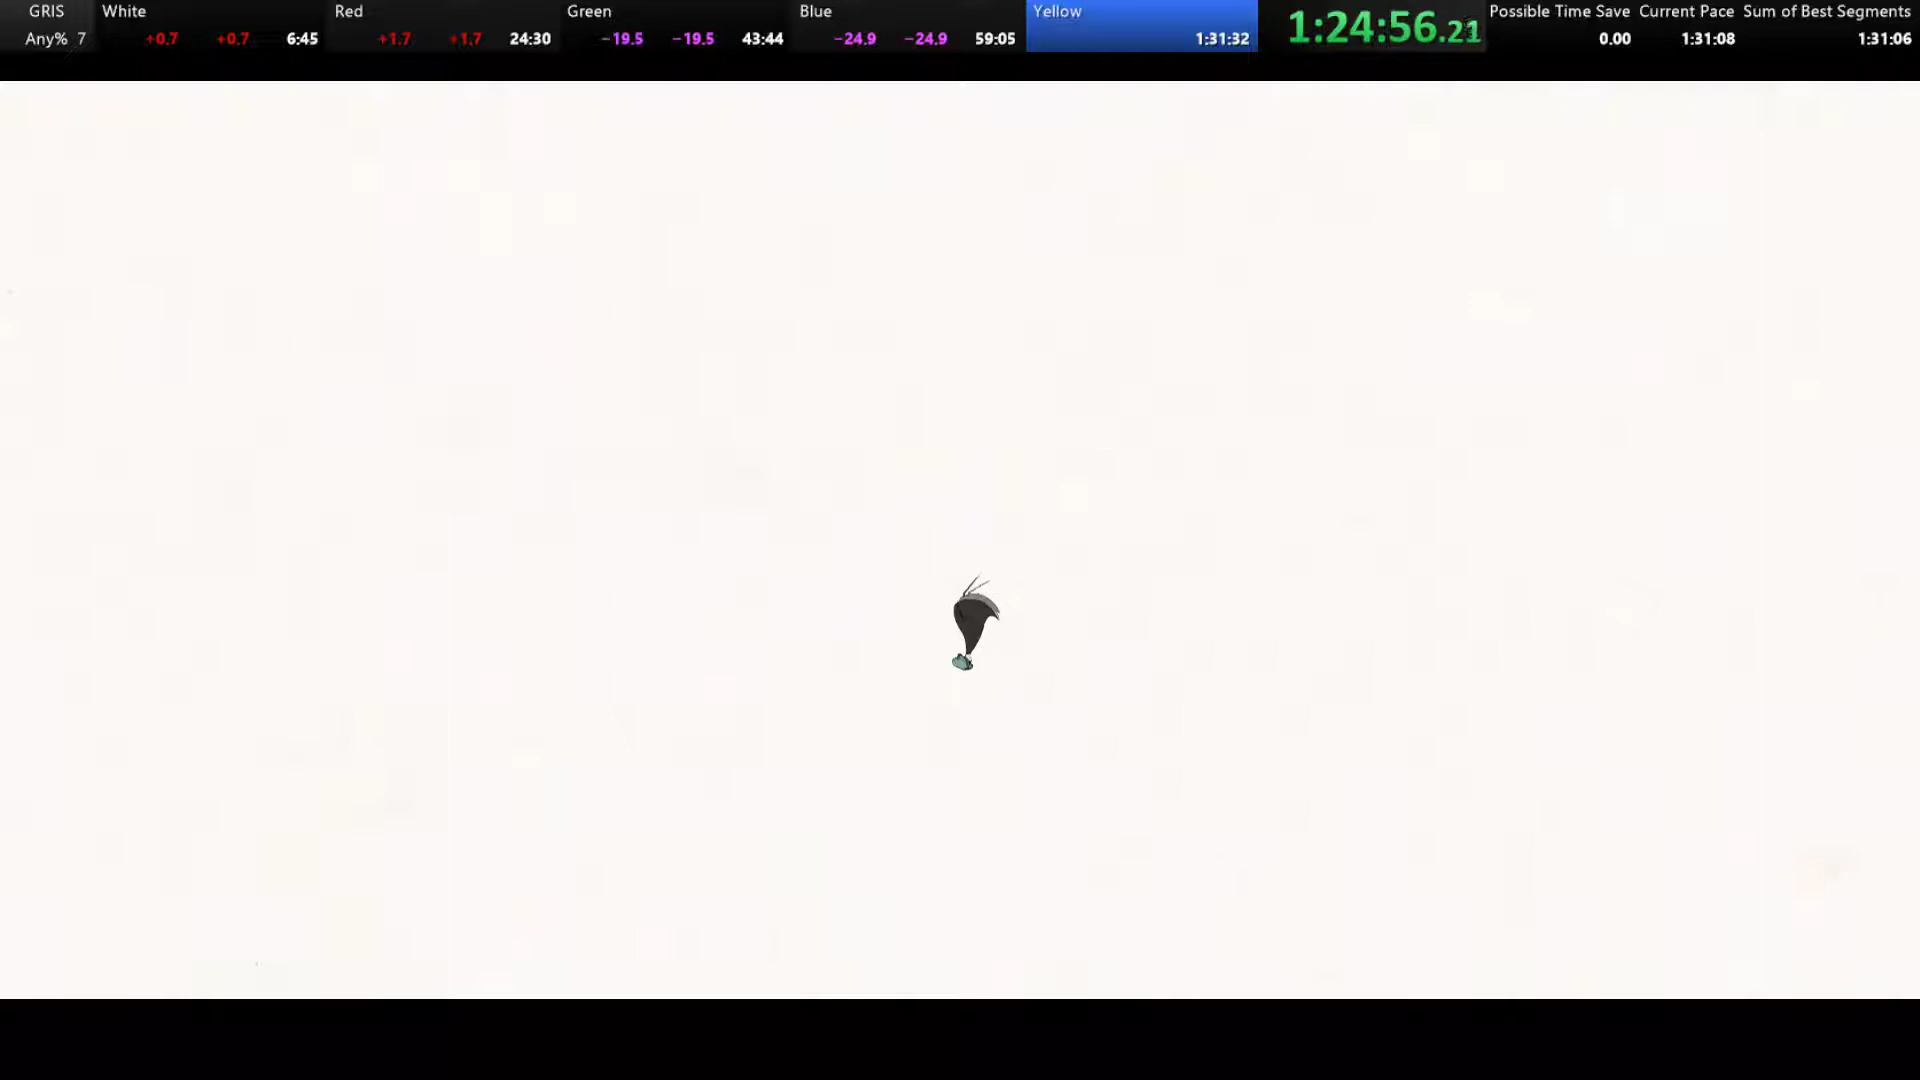 GRIS White Red Green Blue Yellow 1:24:56.21 Possible Time Save Current Pace Sum of Best Segments
Any% 7 +0.7 +0.7 6:45 +1.7 +1.7 24:30 −19.5 −19.5 43:44 −24.9 −24.9 59:05 1:31:32 0.00 1:31:08 1:31:06